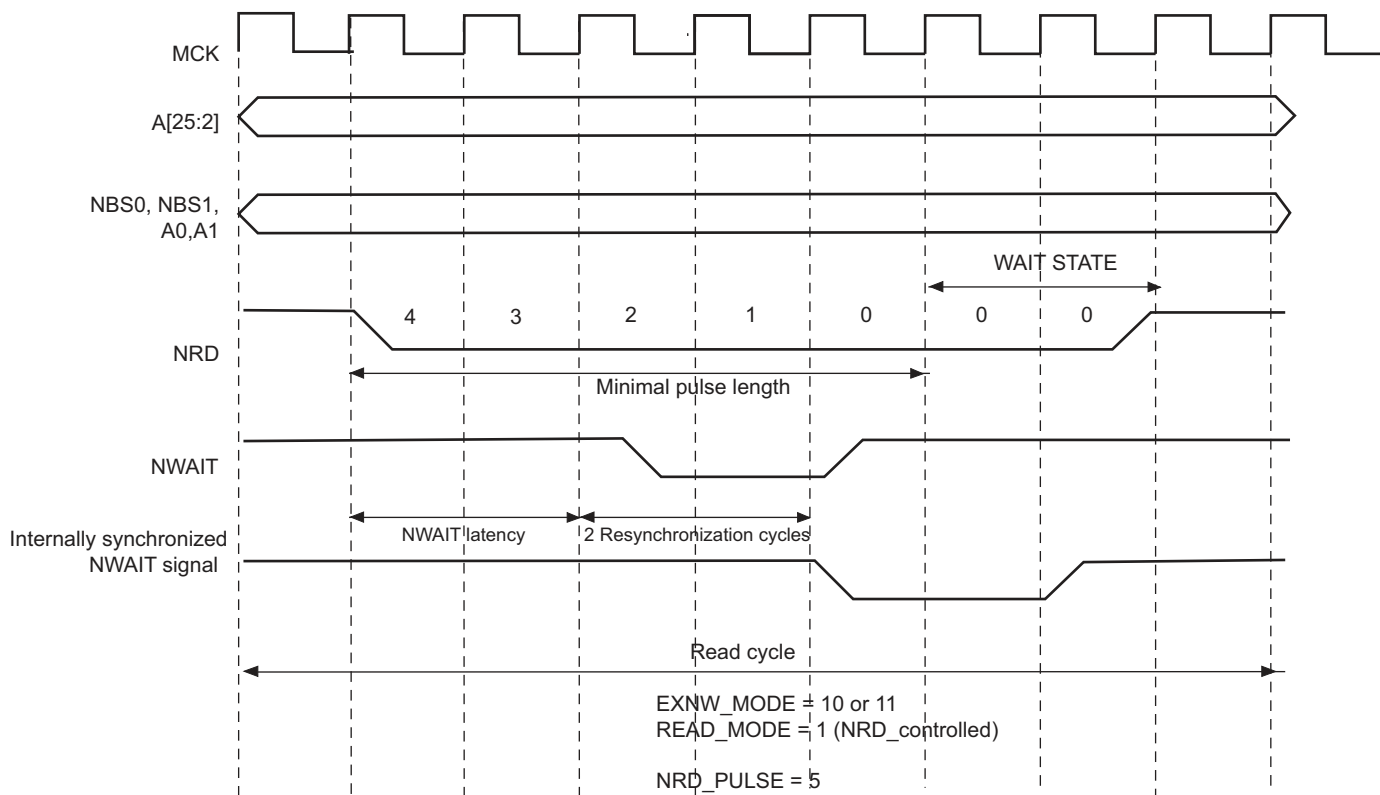 MCK
A[25:2]
NBS0, NBS1,
A0,A1
WAIT STATE
4 3 2 1 0 0 0
NRD
Minimal pulse length
NWAIT
NWAIT latency
2 Resynchronization cycles
Internally synchronized
NWAIT signal
Read cycle
EXNW_MODE = 10 or 11
READ_MODE = 1 (NRD_controlled)
NRD_PULSE = 5